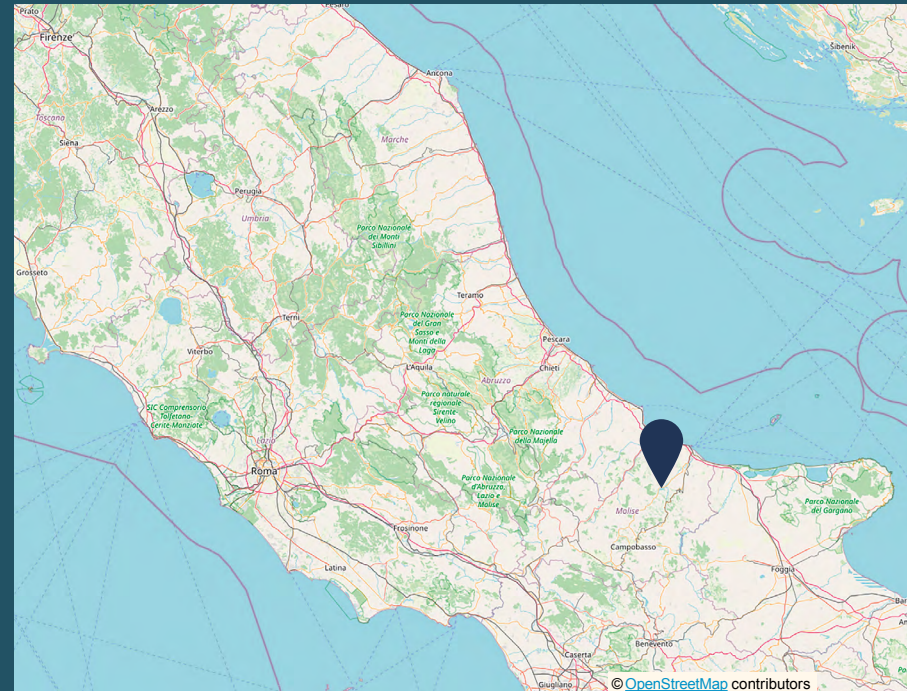 Prato
Pesaro
Firenze
Šibenik
Ancona
Arezzo
Toscana
Siena
Marche
Perugia
Umbria
Parco Nazionale
dei Monti
Sibillini
Grosseto
Teramo
Terni
Parco Nazionale
del Gran
Sasso e
Monti della
Laga
Pescara
Viterbo
L'Aquila
Chieti
Abruzzo
Parco naturale
regionale
Sirente
Velino
SIC Comprensorio
Tolfetano-
Cerite-Manziate
Parco Nazionale
della Majella
Lazio
Roma
Parco Nazionale
d'Abruzzo,
Lazio e
Molise
Parco Nazionale
del Gargano
Molise
Frosinone
Campobasso
Latina
Foggia
Benevento
Caserta
Giugliano
© OpenStreetMap contributors